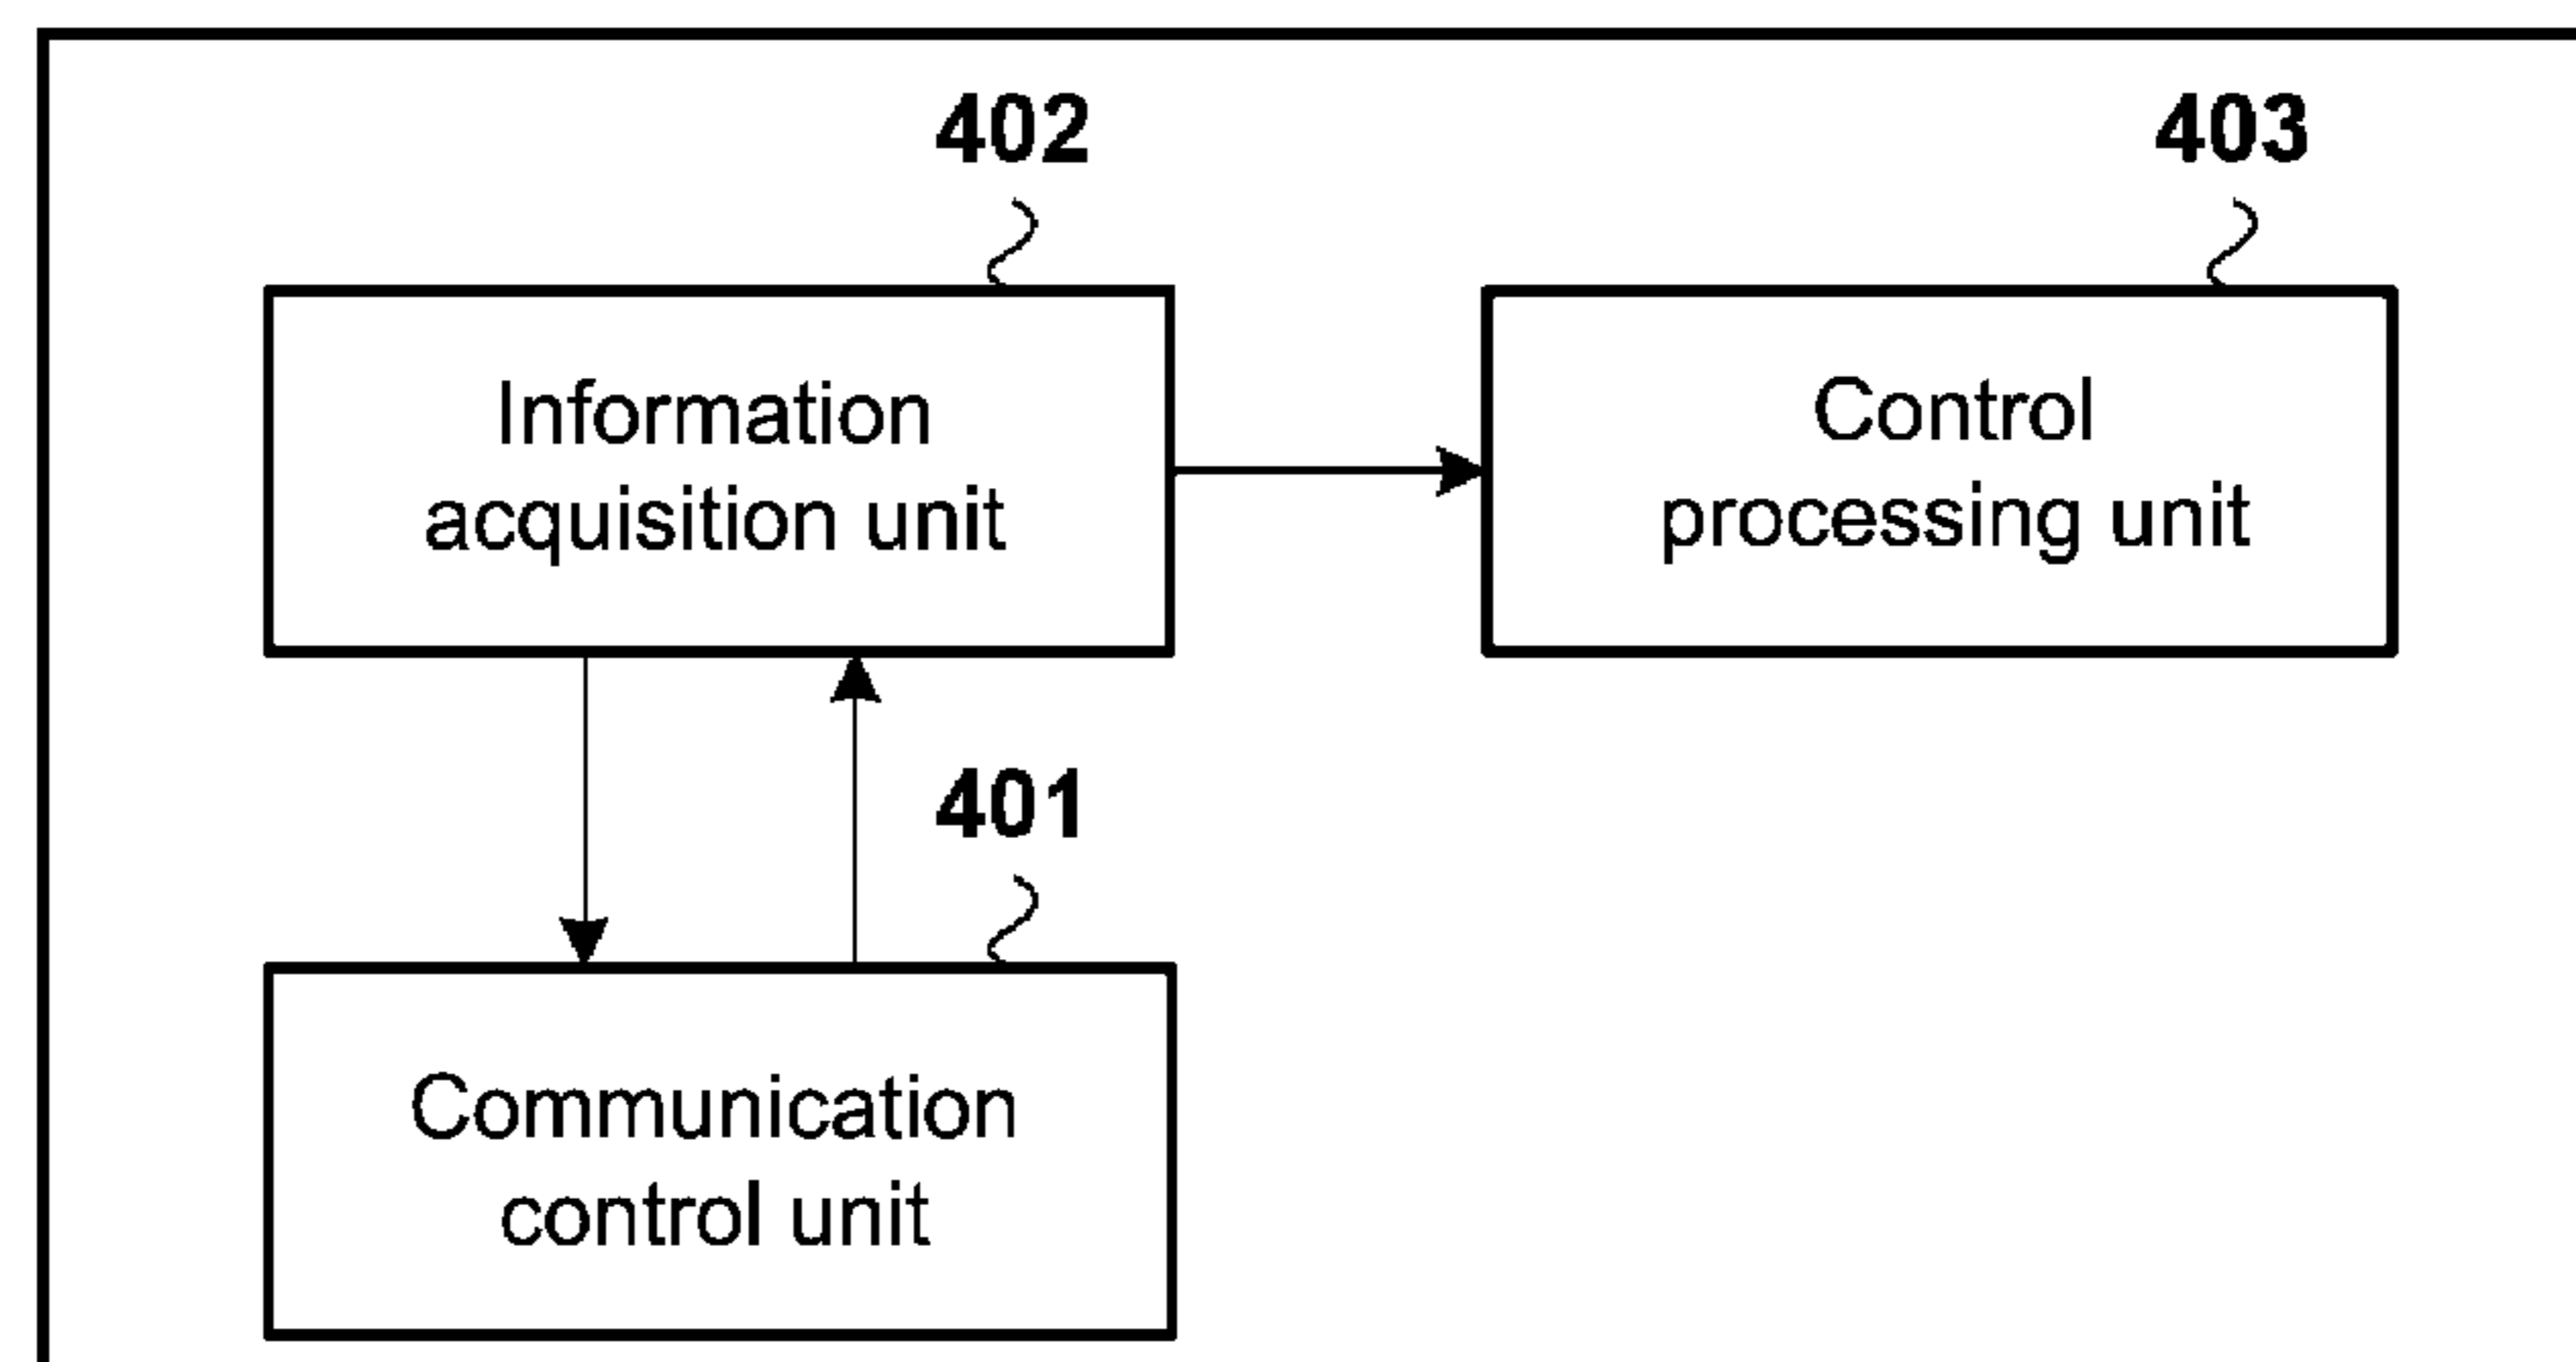 402
403
Information
acquisition unit
Control
processing unit
401
Communication
control unit